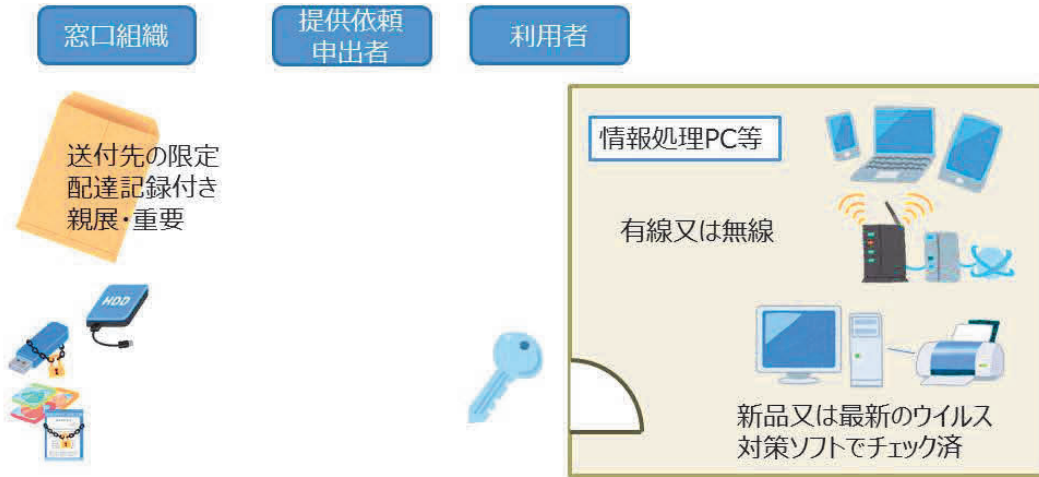 窓口組織
提供依頼
申出者
利用者
送付先の限定
配達記録付き
親展・重要
HDD
情報処理PC等
有線又は無線
新品又は最新のウイルス
対策ソフトでチェック済